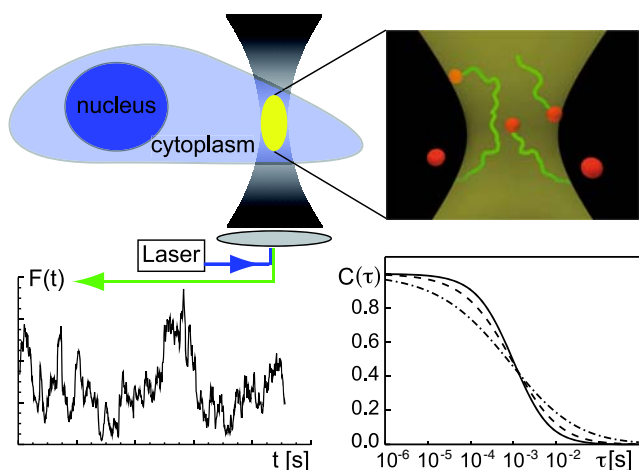 nucleus
cytoplasm
Laser
F(t)
t [s]
C(τ)
0.8
0.6
0.4
0.2
0.0
10⁻⁶ 10⁻⁵ 10⁻⁴ 10⁻³ 10⁻² τ[s]